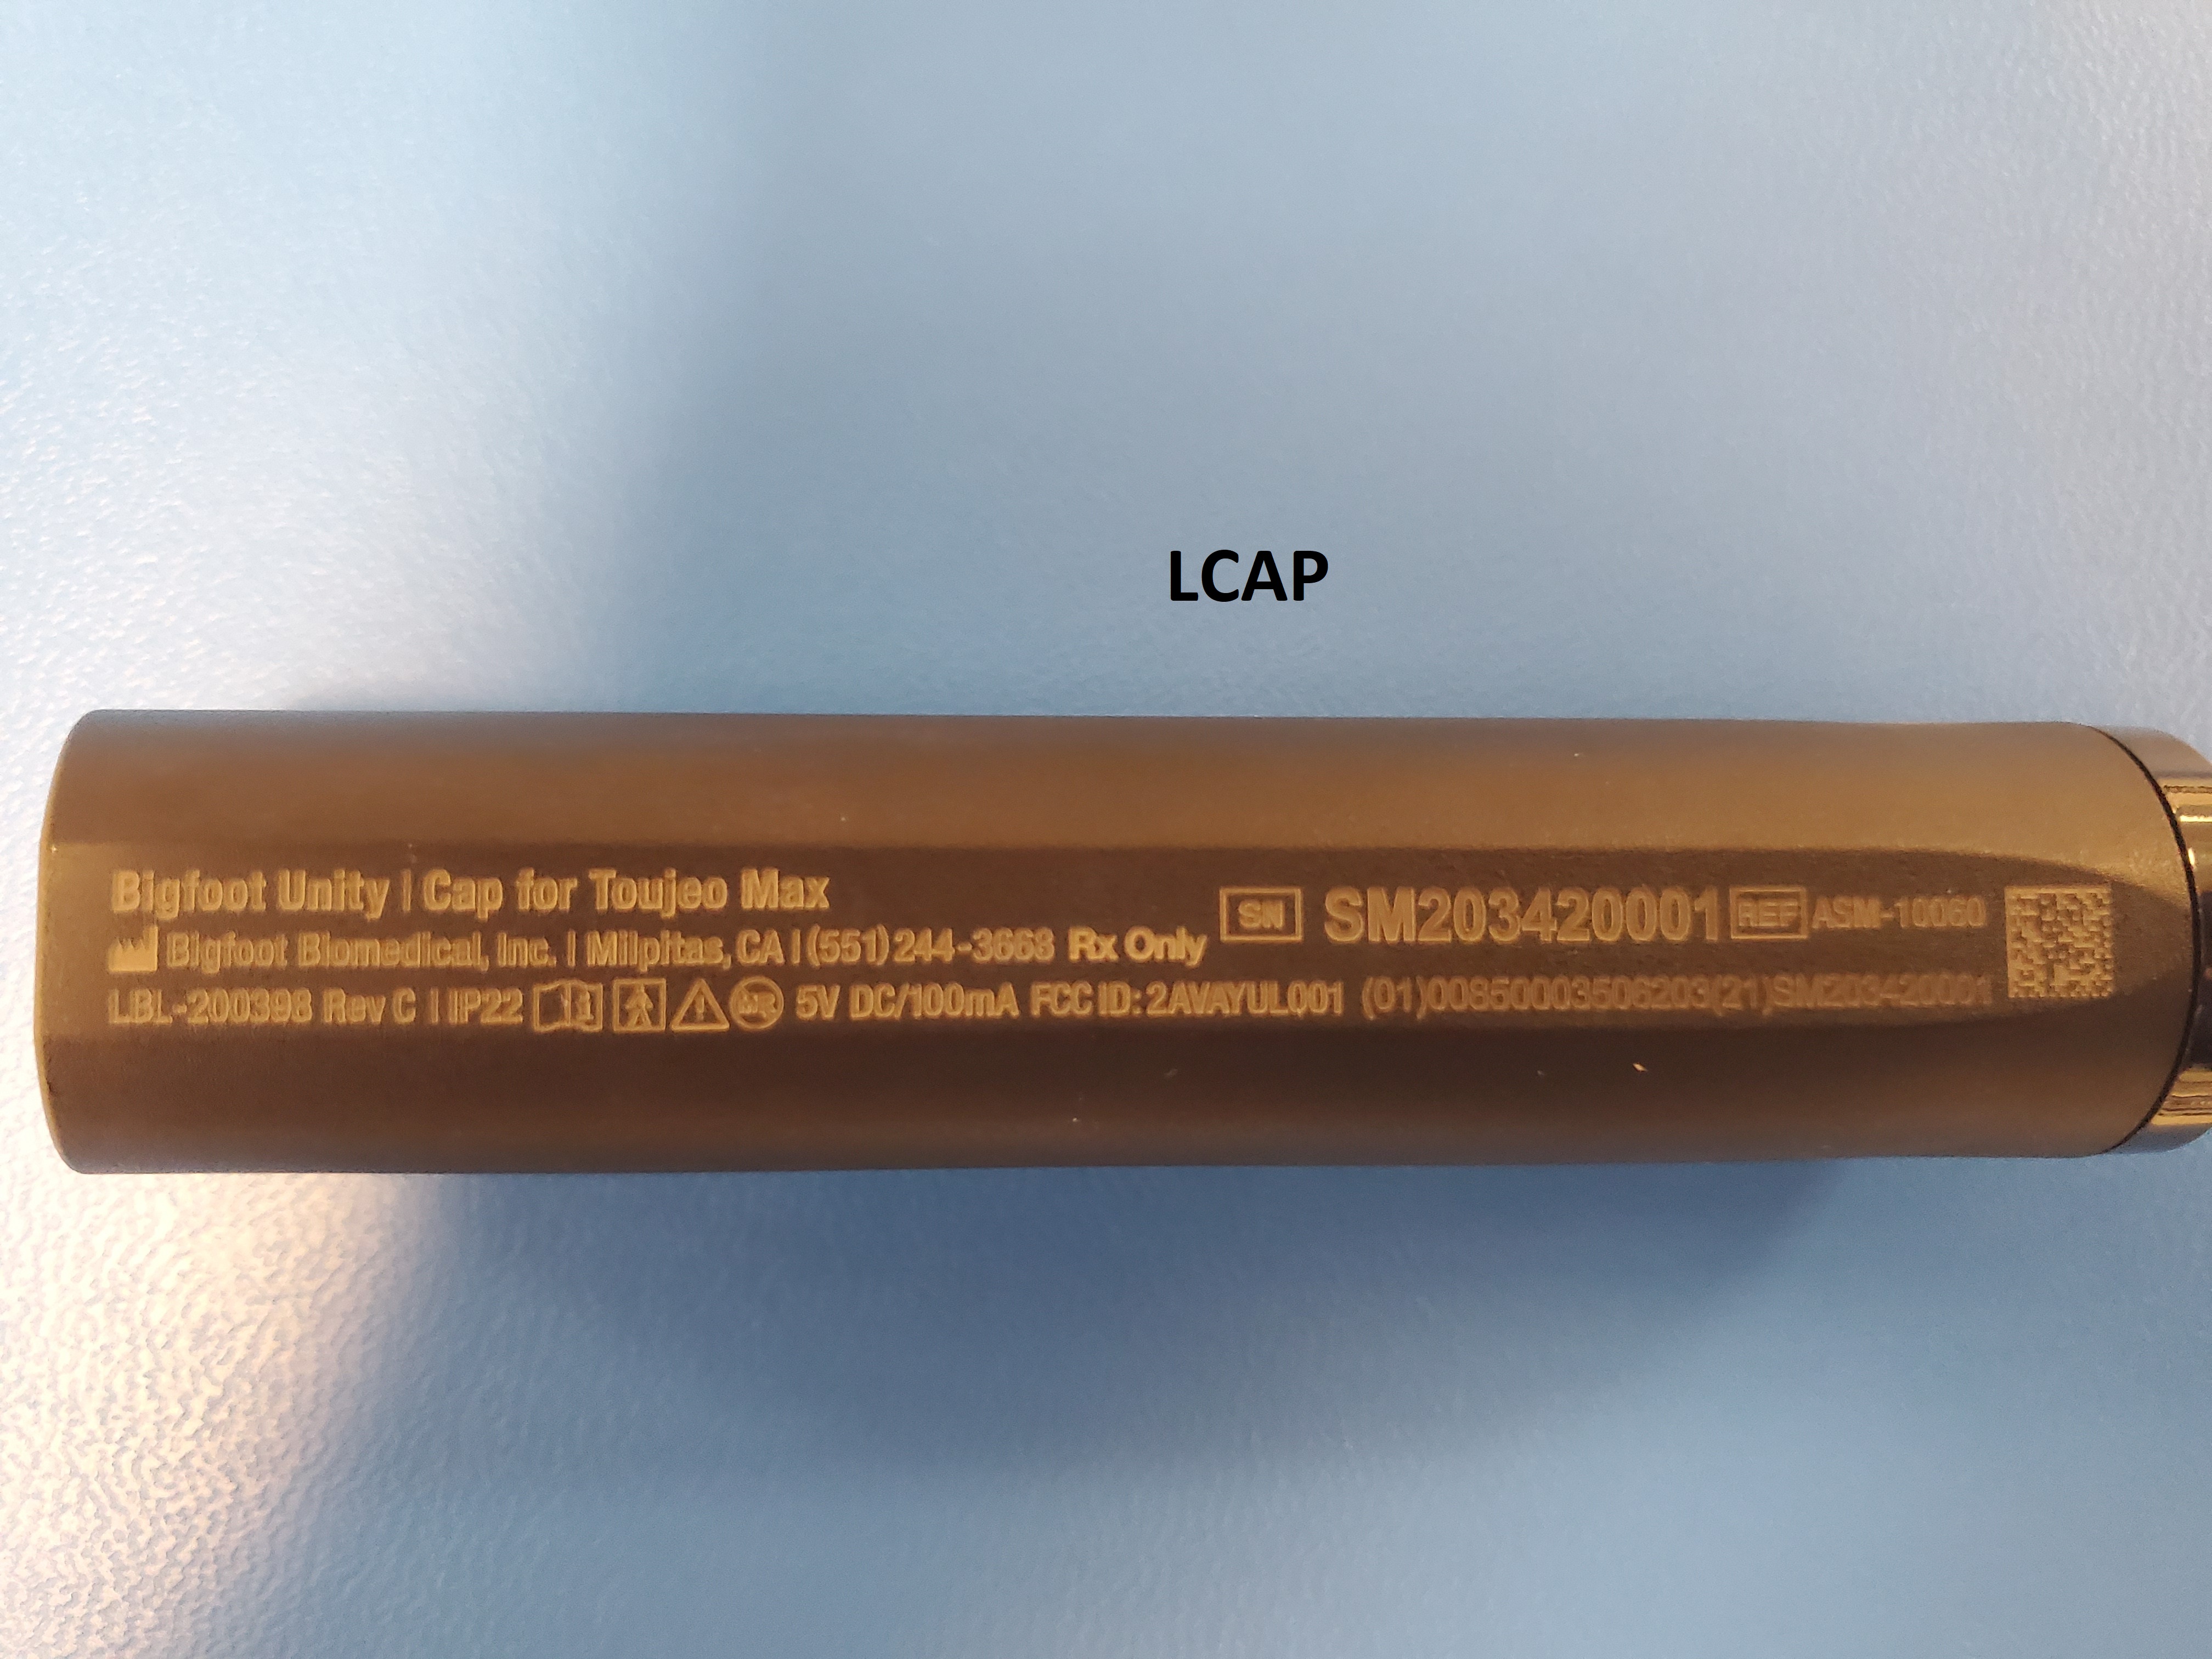 LCAP
Bigfoot Unity | Cap for Toujeo Max
Bigfoot Biomedical, Inc. | Milpitas, CA | (551) 244-3668 Rx Only
SN SM203420001 REF ASM-10060
LBL-200398 Rev C | IP22 MR 5V DC/100mA FCC ID: 2AVAYUL001 (01)00850003506203(21)SM203420001